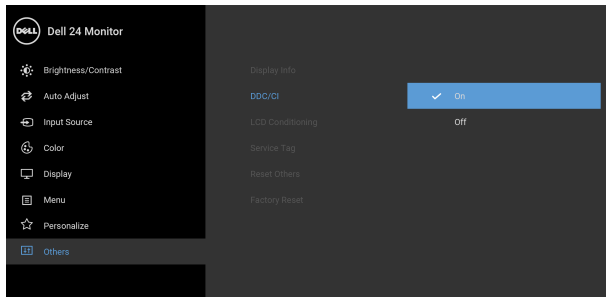 DELL Dell 24 Monitor
Brightness/Contrast
Display Info
Auto Adjust
DDC/CI
On
Input Source
LCD Conditioning
Off
Color
Service Tag
Display
Reset Others
Menu
Factory Reset
Personalize
Others